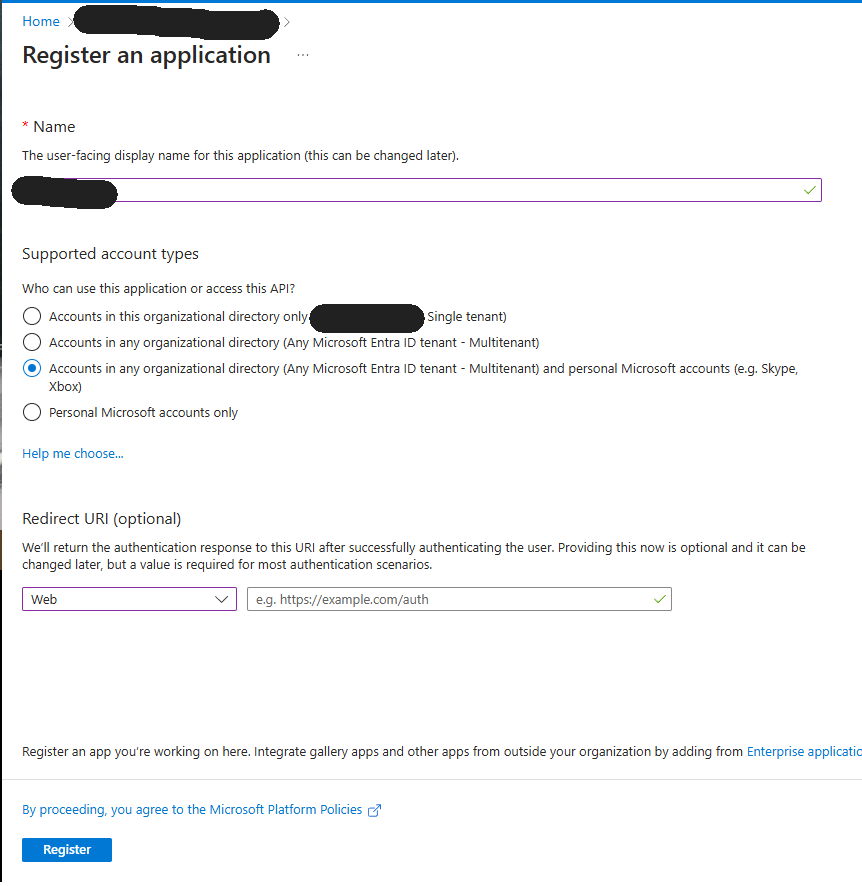 Home
Register an application
* Name
The user-facing display name for this application (this can be changed later).
Supported account types
Who can use this application or access this API?
Accounts in this organizational directory only Single tenant)
Accounts in any organizational directory (Any Microsoft Entra ID tenant - Multitenant)
Accounts in any organizational directory (Any Microsoft Entra ID tenant - Multitenant) and personal Microsoft accounts (e.g. Skype,
Xbox)
Personal Microsoft accounts only
Help me choose...
Redirect URI (optional)
We'll return the authentication response to this URI after successfully authenticating the user. Providing this now is optional and it can be
changed later, but a value is required for most authentication scenarios.
Web e.g. https://example.com/auth
Register an app you're working on here. Integrate gallery apps and other apps from outside your organization by adding from Enterprise applicatio
By proceeding, you agree to the Microsoft Platform Policies
Register